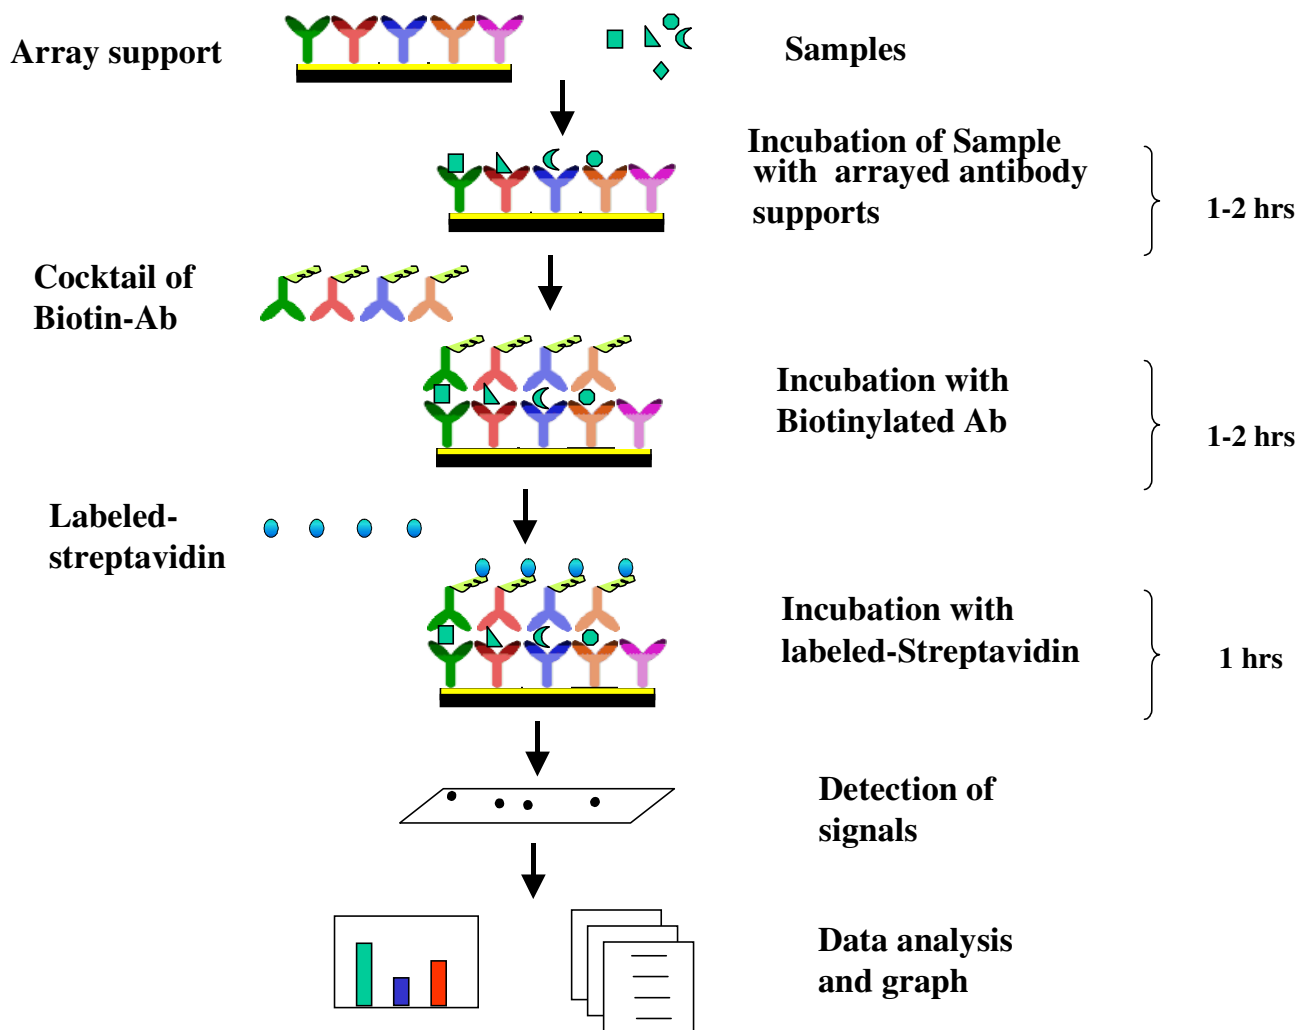 Array support
Samples
Incubation of Sample
with arrayed antibody
supports
1-2 hrs
Cocktail of
Biotin-Ab
Incubation with
Biotinylated Ab
1-2 hrs
Labeled-
streptavidin
Incubation with
labeled-Streptavidin
1 hrs
Detection of
signals
Data analysis
and graph